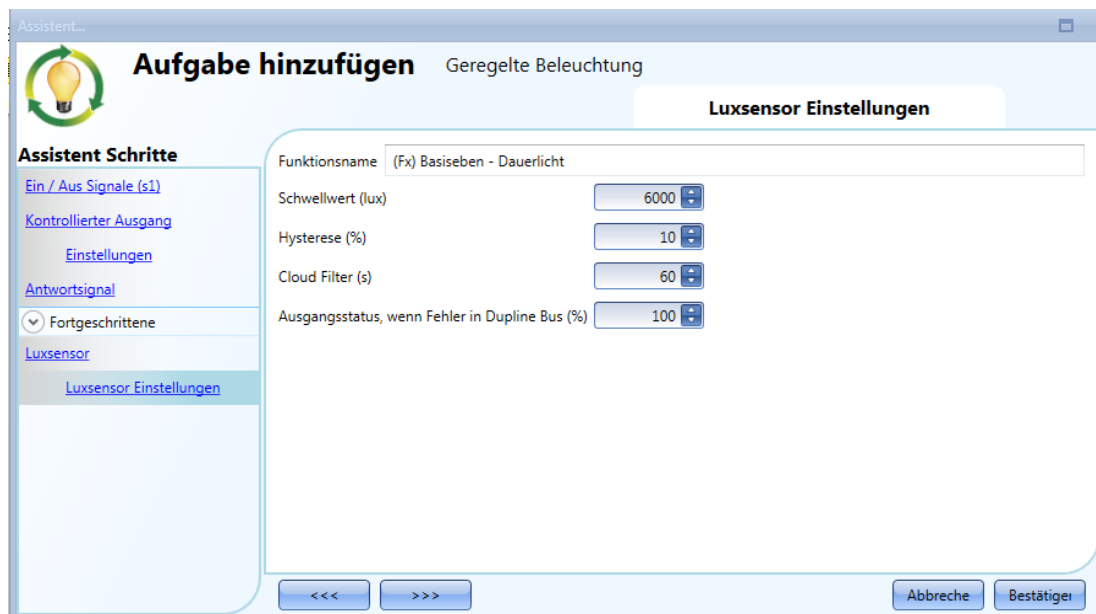 Assistent...
Aufgabe hinzufügen Geregelte Beleuchtung
Luxsensor Einstellungen
Assistent Schritte
Ein / Aus Signale (s1)
Kontrollierter Ausgang
Einstellungen
Antwortsignal
Fortgeschrittene
Luxsensor
Luxsensor Einstellungen
Funktionsname (Fx) Basiseben - Dauerlicht
Schwellwert (lux) 6000
Hysterese (%) 10
Cloud Filter (s) 60
Ausgangsstatus, wenn Fehler in Dupline Bus (%) 100
<<< >>> Abbreche Bestätiger